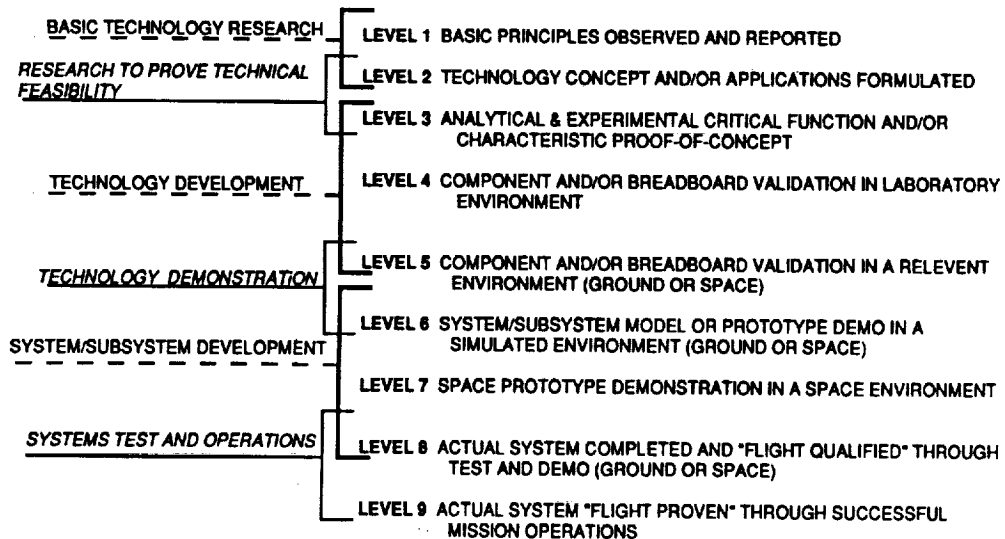 BASIC TECHNOLOGY RESEARCH
LEVEL 1 BASIC PRINCIPLES OBSERVED AND REPORTED
RESEARCH TO PROVE TECHNICAL
FEASIBILITY
LEVEL 2 TECHNOLOGY CONCEPT AND/OR APPLICATIONS FORMULATED
LEVEL 3 ANALYTICAL & EXPERIMENTAL CRITICAL FUNCTION AND/OR
CHARACTERISTIC PROOF-OF-CONCEPT
TECHNOLOGY DEVELOPMENT
LEVEL 4 COMPONENT AND/OR BREADBOARD VALIDATION IN LABORATORY
ENVIRONMENT
TECHNOLOGY DEMONSTRATION
LEVEL 5 COMPONENT AND/OR BREADBOARD VALIDATION IN A RELEVENT
ENVIRONMENT (GROUND OR SPACE)
SYSTEM/SUBSYSTEM DEVELOPMENT
LEVEL 6 SYSTEM/SUBSYSTEM MODEL OR PROTOTYPE DEMO IN A
SIMULATED ENVIRONMENT (GROUND OR SPACE)
LEVEL 7 SPACE PROTOTYPE DEMONSTRATION IN A SPACE ENVIRONMENT
SYSTEMS TEST AND OPERATIONS
LEVEL 8 ACTUAL SYSTEM COMPLETED AND "FLIGHT QUALIFIED" THROUGH
TEST AND DEMO (GROUND OR SPACE)
LEVEL 9 ACTUAL SYSTEM "FLIGHT PROVEN" THROUGH SUCCESSFUL
MISSION OPERATIONS